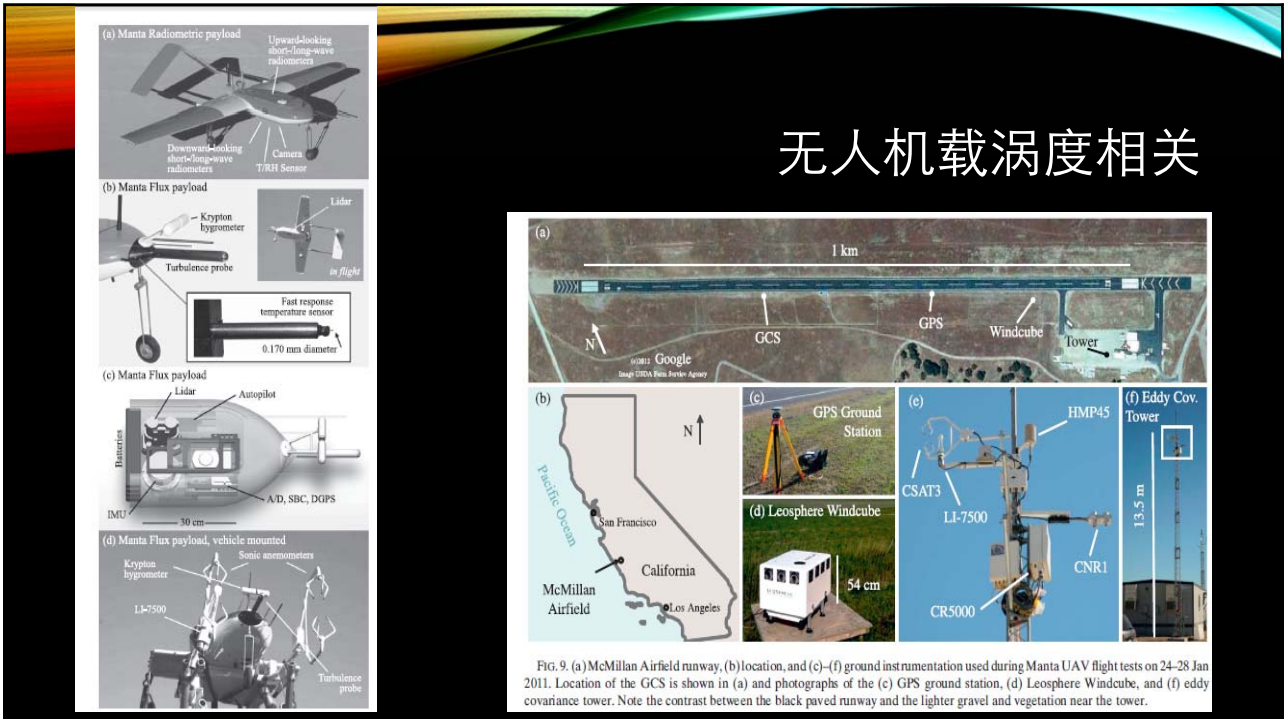 (a) Manta Radiometric payload
Upward-looking
short-/long-wave
radiometers
Downward-looking
short-/long-wave
radiometers
Camera
T/RH Sensor
(b) Manta Flux payload
Krypton
hygrometer
Turbulence probe
Lidar
in flight
Fast response
temperature sensor
0.170 mm diameter
(c) Manta Flux payload
Lidar
Autopilot
Batteries
IMU
A/D, SBC, DGPS
30 cm
(d) Manta Flux payload, vehicle mounted
Sonic anemometers
Krypton
hygrometer
LI-7500
Turbulence
probe
无人机载涡度相关
(a)
1 km
N
GCS
GPS
Windcube
Tower
(c)2012 Google
Image USDA Farm Service Agency
(b)
N
Pacific Ocean
San Francisco
McMillan
Airfield
California
Los Angeles
(c)
GPS Ground
Station
(d) Leosphere Windcube
54 cm
(e)
HMP45
CSAT3
LI-7500
CNR1
CR5000
(f) Eddy Cov.
Tower
13.5 m
FIG. 9. (a) McMillan Airfield runway, (b) location, and (c)–(f) ground instrumentation used during Manta UAV flight tests on 24–28 Jan
2011. Location of the GCS is shown in (a) and photographs of the (c) GPS ground station, (d) Leosphere Windcube, and (f) eddy
covariance tower. Note the contrast between the black paved runway and the lighter gravel and vegetation near the tower.